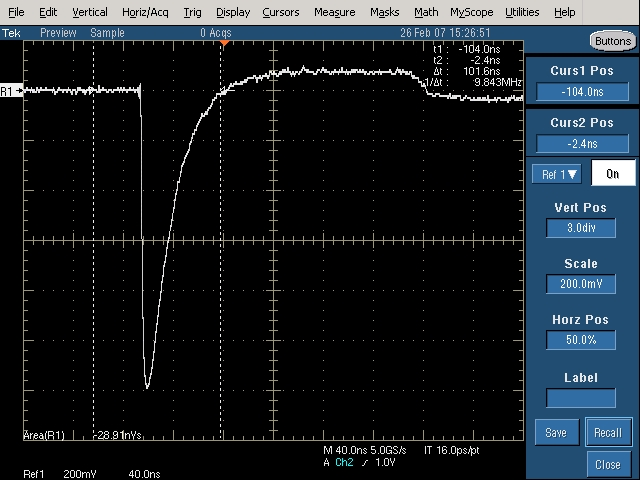 File Edit Vertical Horiz/Acq Trig Display Cursors Measure Masks Math MyScope Utilities Help
Tek Preview Sample 0 Acqs 26 Feb 07 15:26:51
Buttons
t1 : -104.0ns
t2 : -2.4ns
Δt : 101.6ns
1/Δt : 9.843MHz
R1
Curs1 Pos
-104.0ns
Curs2 Pos
-2.4ns
Ref 1 ▼ On
Vert Pos
3.0div
Scale
200.0mV
Horz Pos
50.0%
Label
Save Recall
Close
Area(R1) -28.91nVs
M 40.0ns 5.0GS/s IT 16.0ps/pt
A Ch2 ∕ 1.0V
Ref1 200mV 40.0ns